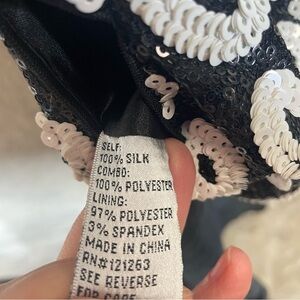 SELF:
100% SILK
COMBO:
100% POLYESTER
LINING:
97% POLYESTER
3% SPANDEX
MADE IN CHINA
RN#121263
SEE REVERSE
FOR CARE